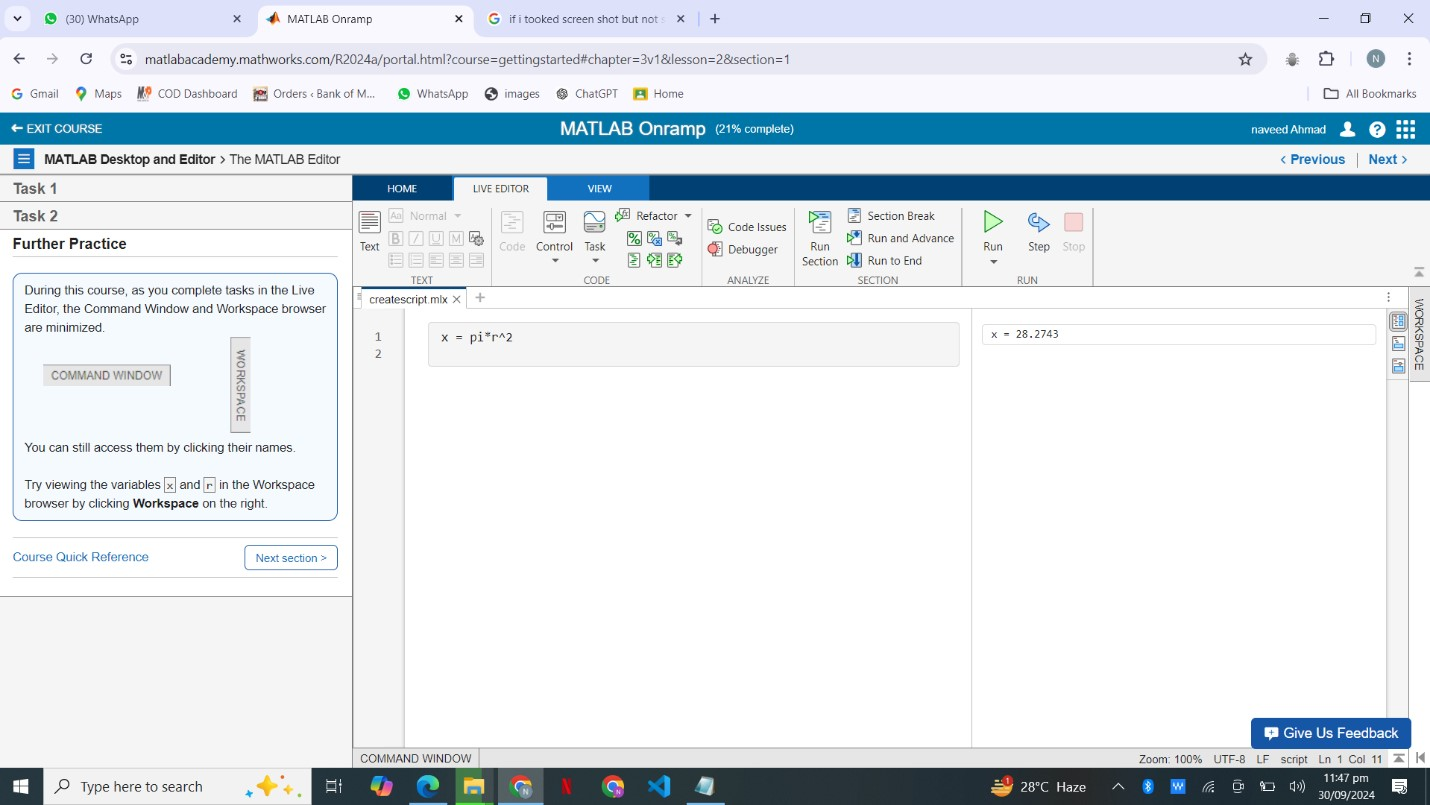 (30) WhatsApp
MATLAB Onramp
if i tooked screen shot but not s
matlabacademy.mathworks.com/R2024a/portal.html?course=gettingstarted#chapter=3v1&lesson=2&section=1
N
Gmail
Maps
COD Dashboard
Orders ‹ Bank of M...
WhatsApp
images
ChatGPT
Home
All Bookmarks
EXIT COURSE
MATLAB Onramp (21% complete)
naveed Ahmad
MATLAB Desktop and Editor > The MATLAB Editor
< Previous
Next >
Task 1
Task 2
Further Practice
During this course, as you complete tasks in the Live
Editor, the Command Window and Workspace browser
are minimized.
COMMAND WINDOW
WORKSPACE
You can still access them by clicking their names.
Try viewing the variables x and r in the Workspace
browser by clicking Workspace on the right.
Course Quick Reference
Next section >
HOME
LIVE EDITOR
VIEW
Text
Aa Normal
B I U M
TEXT
Code
Control
Task
Refactor
CODE
Code Issues
Debugger
ANALYZE
Run
Section
Section Break
Run and Advance
Run to End
SECTION
Run
Step
Stop
RUN
createscript.mlx
1
2
x = pi*r^2
x = 28.2743
WORKSPACE
Give Us Feedback
COMMAND WINDOW
Zoom: 100% UTF-8 LF script Ln 1 Col 11
Type here to search
28°C Haze
11:47 pm
30/09/2024